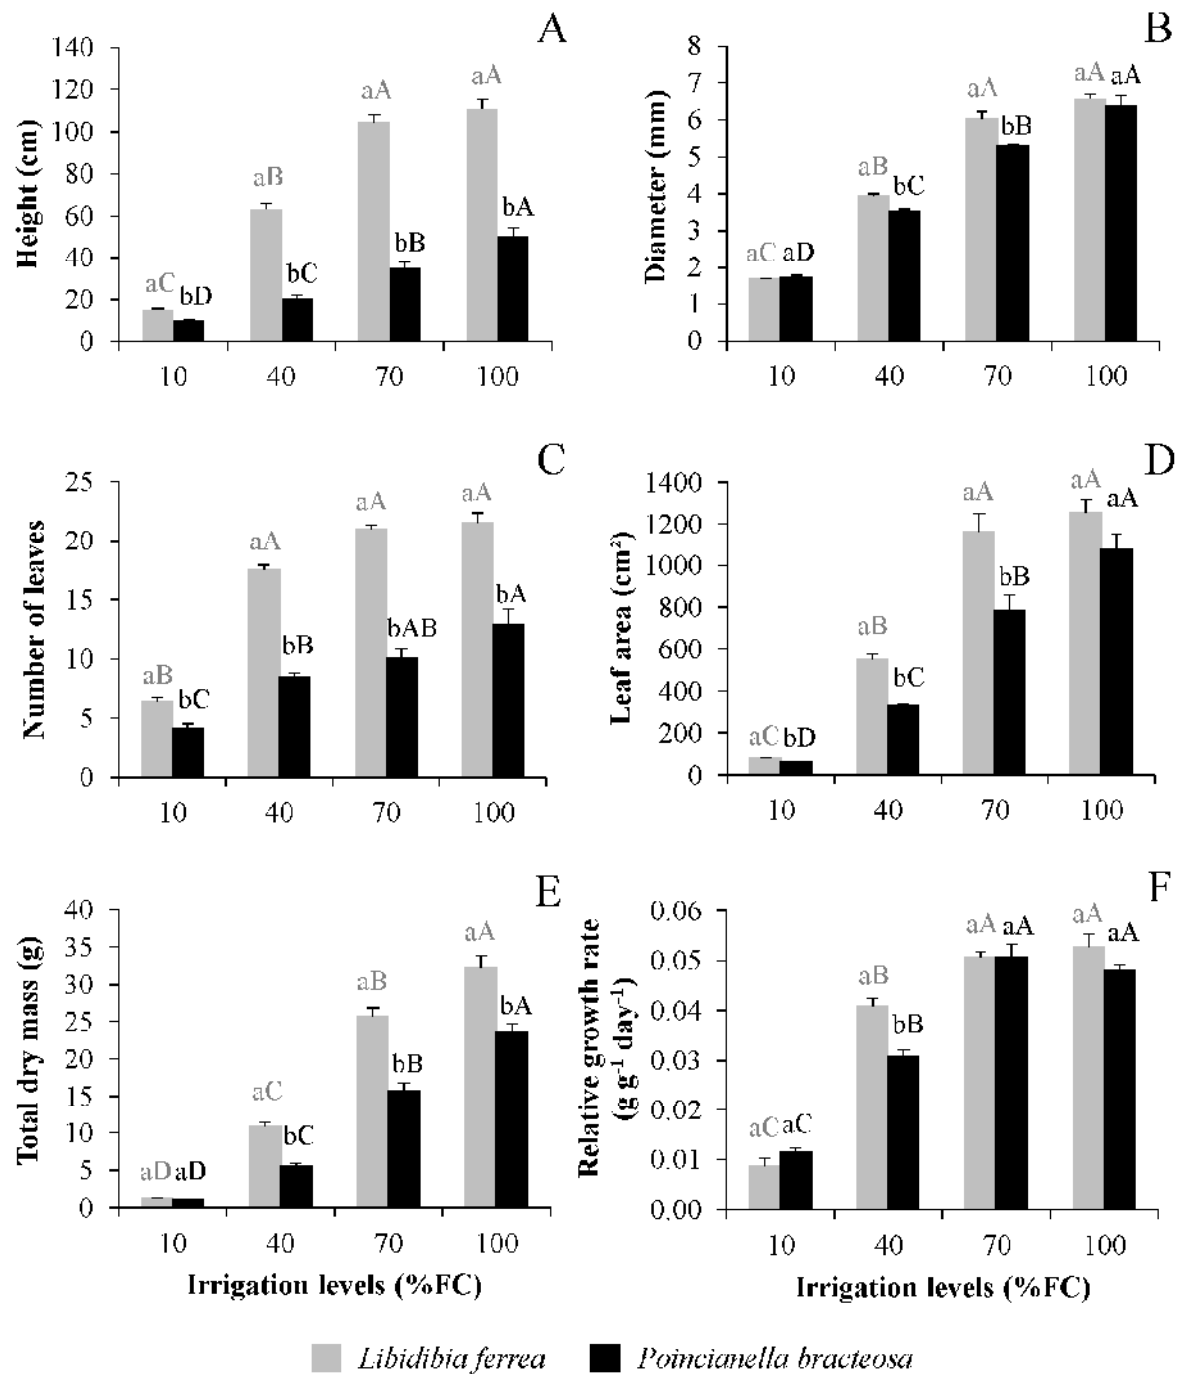 A
Height (cm)
140
120
100
80
60
40
20
0
aC
bD
aB
bC
aA
bB
aA
bA
10 40 70 100
B
Diameter (mm)
8
7
6
5
4
3
2
1
0
aC
aD
aB
bC
aA
bB
aA
aA
10 40 70 100
C
Number of leaves
25
20
15
10
5
0
aB
bC
aA
bB
aA
bAB
aA
bA
10 40 70 100
D
Leaf area (cm²)
1400
1200
1000
800
600
400
200
0
aC
bD
aB
bC
aA
bB
aA
aA
10 40 70 100
E
Total dry mass (g)
40
35
30
25
20
15
10
5
0
aD
aD
aC
bC
aB
bB
aA
bA
10 40 70 100
Irrigation levels (%FC)
F
Relative growth rate
(g g⁻¹ day⁻¹)
0.06
0.05
0.04
0.03
0.02
0.01
0.00
aC
aC
aB
bB
aA
aA
aA
aA
10 40 70 100
Irrigation levels (%FC)
Libidibia ferrea
Poincianella bracteosa